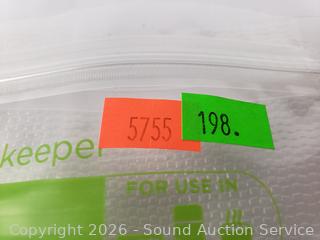 5755
198.
keeper
FOR USE IN
Copyright 2026 - Sound Auction Service